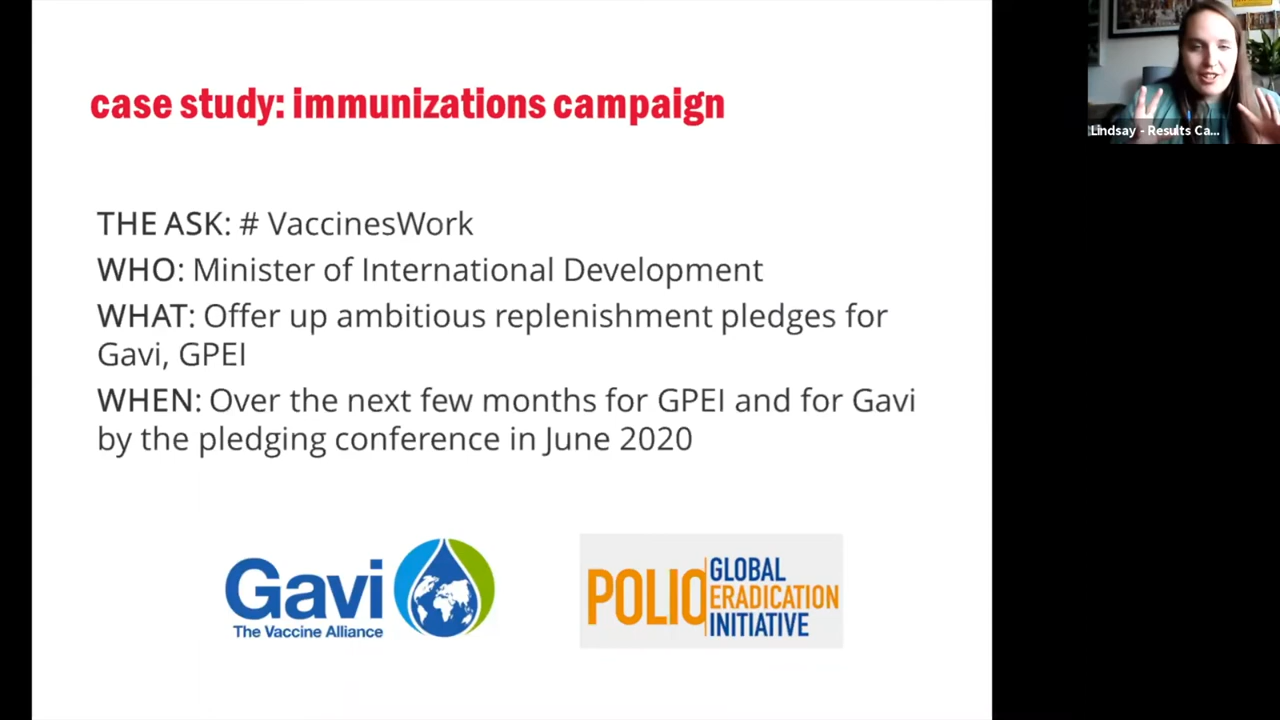 case study: immunizations campaign
Lindsay - Results Ca...
THE ASK: # VaccinesWork
WHO: Minister of International Development
WHAT: Offer up ambitious replenishment pledges for
Gavi, GPEI
WHEN: Over the next few months for GPEI and for Gavi
by the pledging conference in June 2020
Gavi
The Vaccine Alliance
POLIO GLOBAL
ERADICATION
INITIATIVE